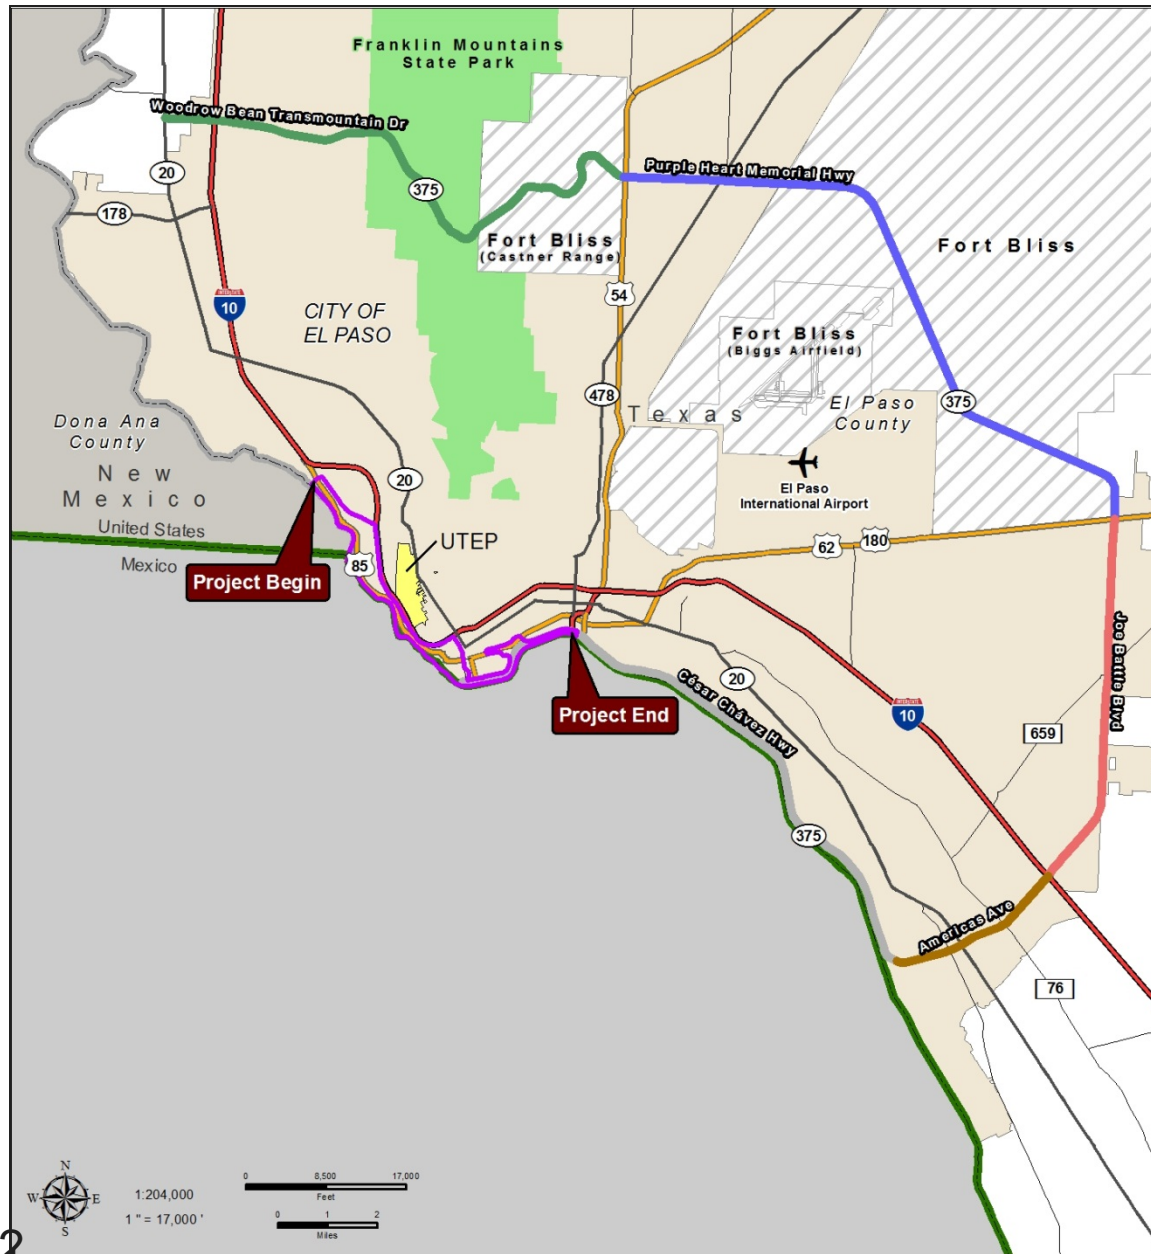 Franklin Mountains
State Park
Woodrow Bean Transmountain Dr
20
375
Purple Heart Memorial Hwy
178
Fort Bliss
(Castner Range)
Fort Bliss
54
INTERSTATE
10
CITY OF
EL PASO
Fort Bliss
(Biggs Airfield)
478
375
Texas
El Paso
County
Dona Ana
County
New
Mexico
20
El Paso
International Airport
United States
Mexico
UTEP
62
180
85
Project Begin
Joe Battle Blvd
20
César Chávez Hwy
Project End
INTERSTATE
10
659
375
Americas Ave
76
N
W
E
S
1:204,000
1 " = 17,000 '
0
8,500
17,000
Feet
0
1
2
Miles
2